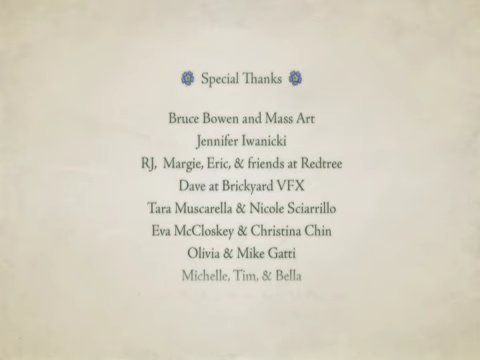 Special Thanks
Bruce Bowen and Mass Art
Jennifer Iwanicki
RJ, Margie, Eric, & friends at Redtree
Dave at Brickyard VFX
Tara Muscarella & Nicole Sciarrillo
Eva McCloskey & Christina Chin
Olivia & Mike Gatti
Michelle, Tim, & Bella